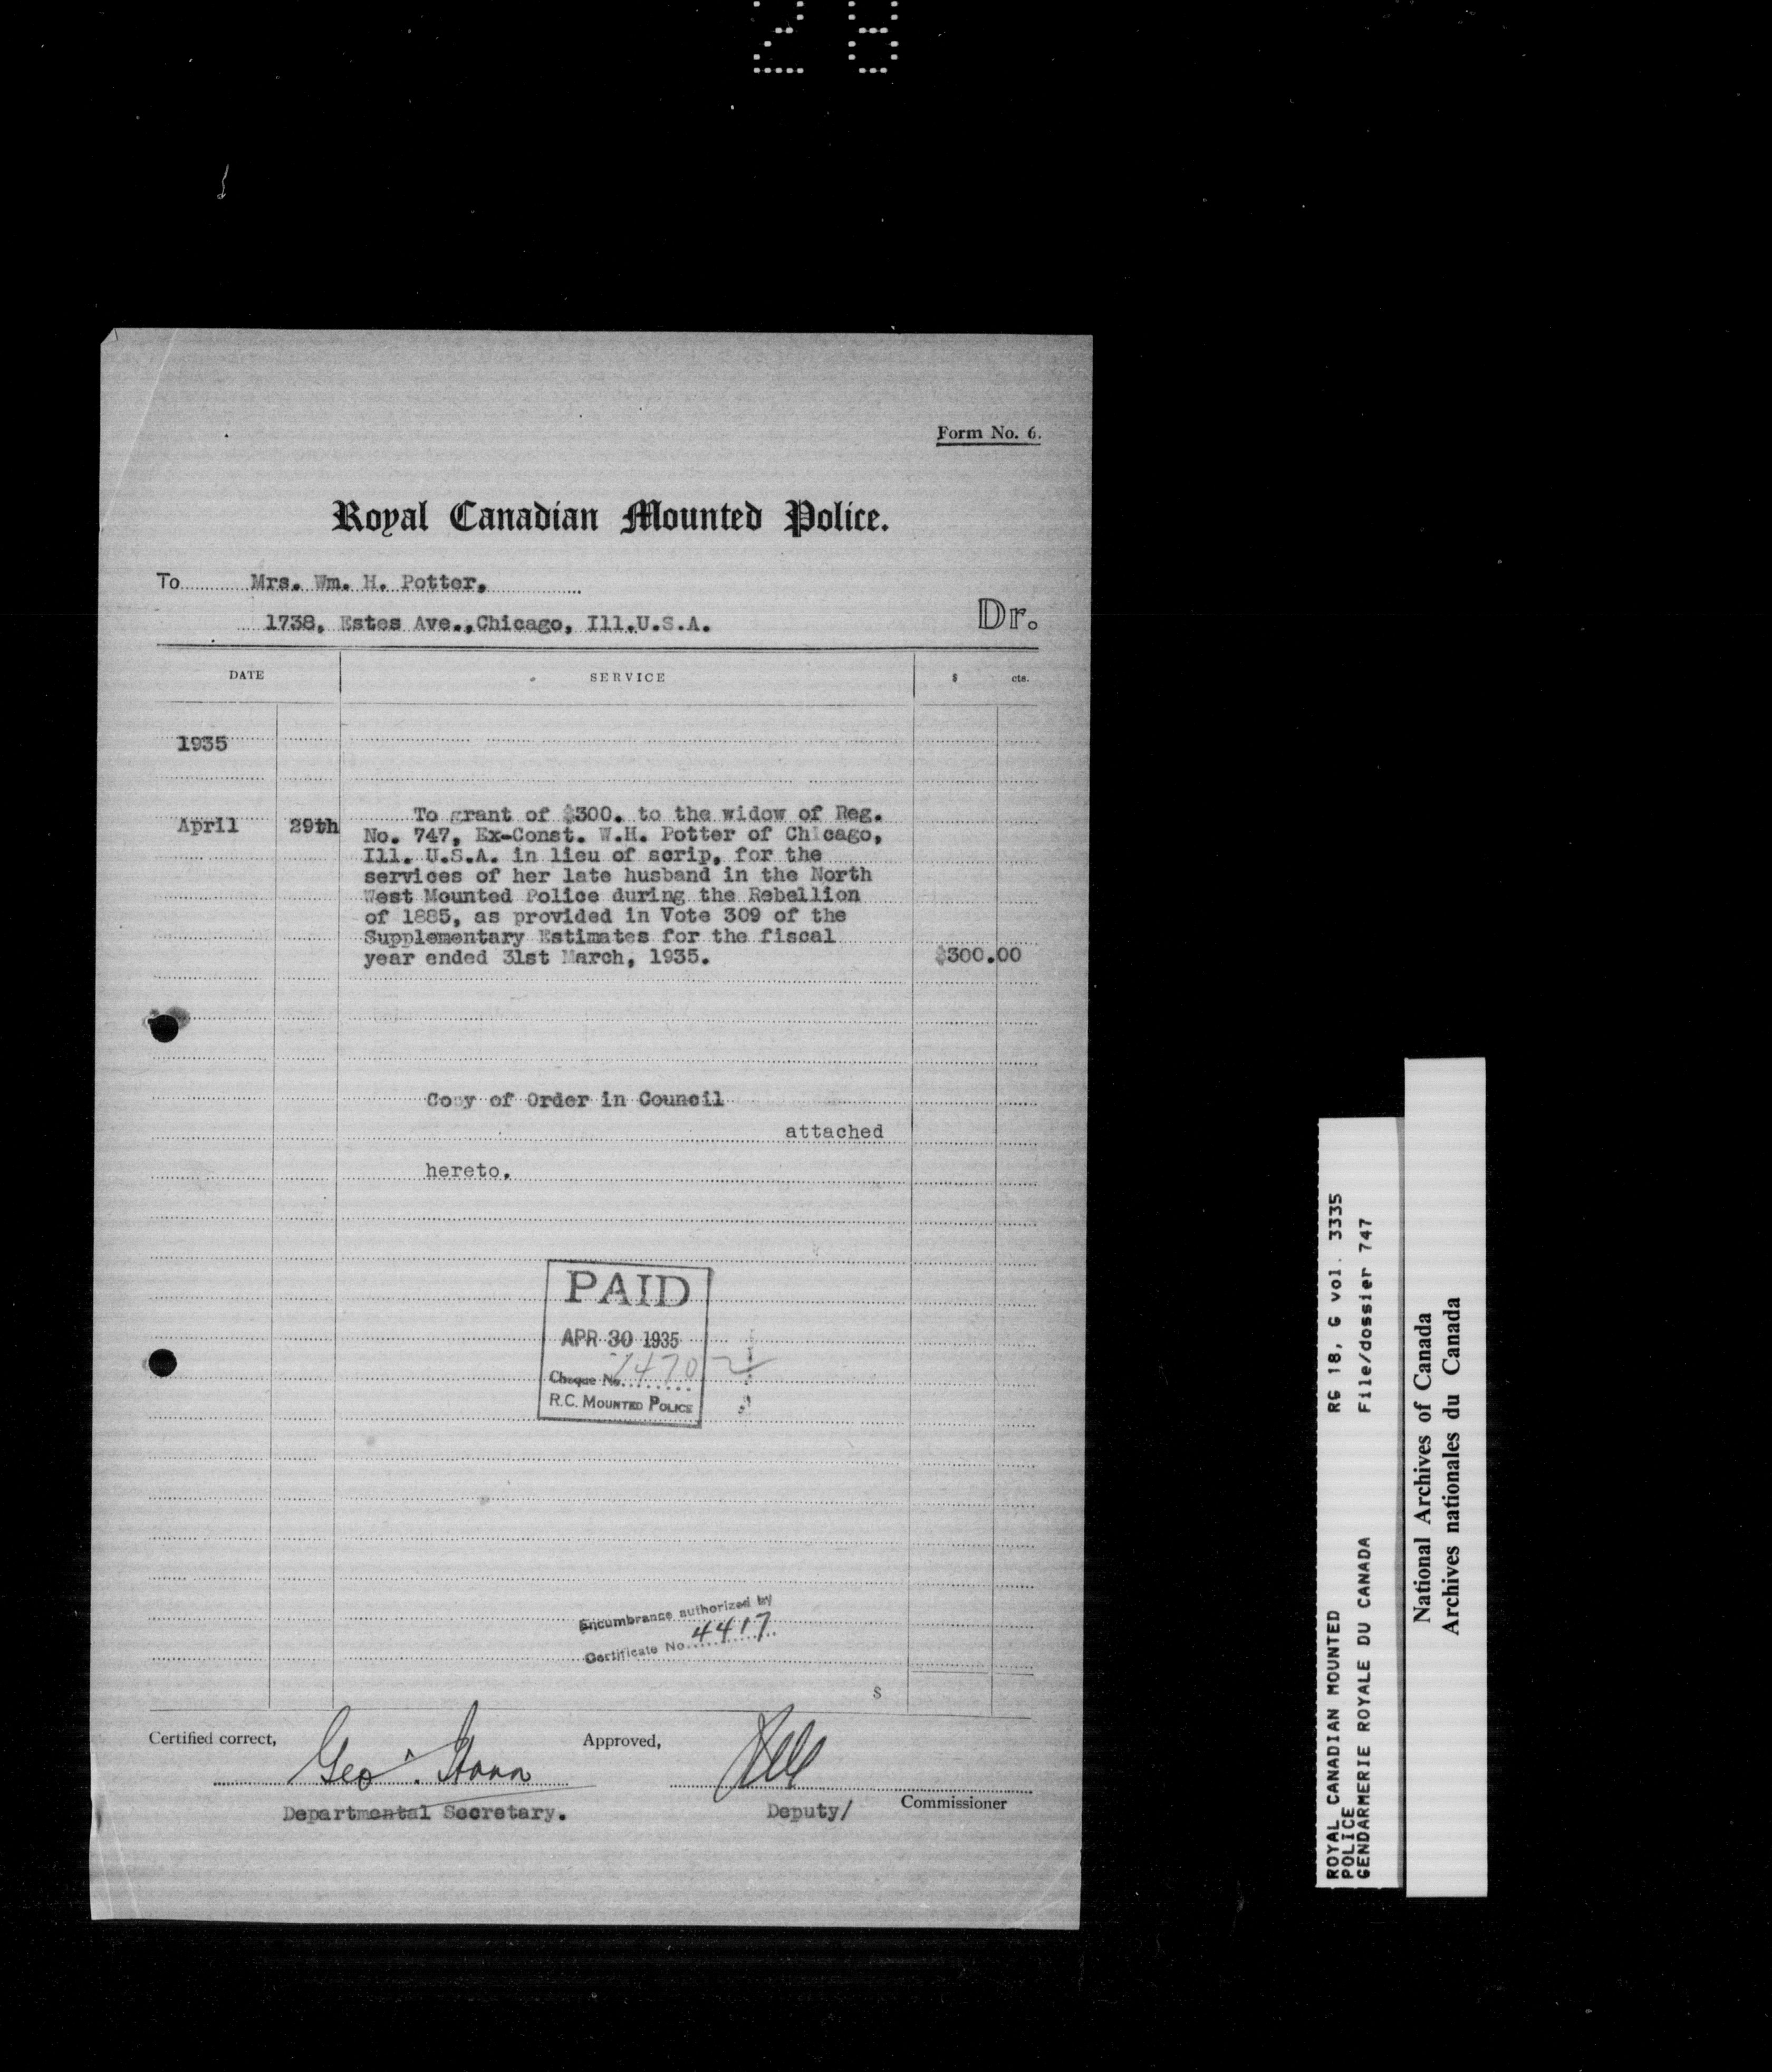 28
Form No. 6.
Royal Canadian Mounted Police.
To Mrs. Wm. H. Potter,
1738, Estes Ave.,Chicago, Ill.U.S.A.
Dr.
DATE SERVICE $ cts.
1935
To grant of $300. to the widow of Reg.
April 29th No. 747, Ex-Const. W.H. Potter of Chicago,
Ill. U.S.A. in lieu of scrip, for the
services of her late husband in the North
West Mounted Police during the Rebellion
of 1885, as provided in Vote 309 of the
Supplementary Estimates for the fiscal
year ended 31st March, 1935. $300.00
Copy of Order in Council
attached
hereto.
PAID
APR 30 1935
Cheque No.
R.C. MOUNTED POLICE
Encumbrance authorized by
Certificate No. 4417
$
Certified correct, Geo. Approved,
Departmental Secretary. Deputy/ Commissioner
ROYAL CANADIAN MOUNTED RG 18, G vol. 3335
POLICE
GENDARMERIE ROYALE DU CANADA File/dossier 747
National Archives of Canada
Archives nationales du Canada